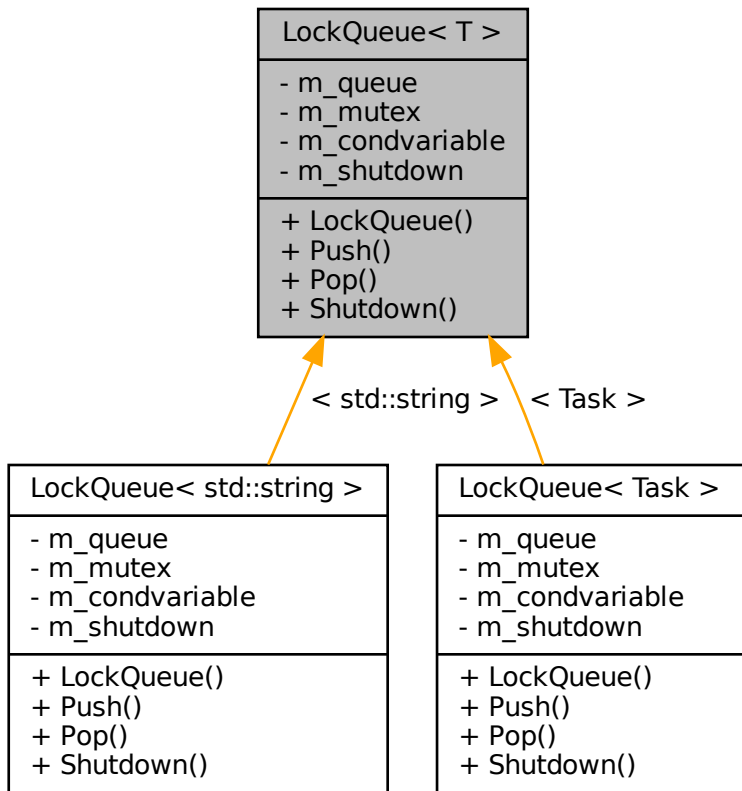 LockQueue< T >
- m_queue
- m_mutex
- m_condvariable
- m_shutdown
+ LockQueue()
+ Push()
+ Pop()
+ Shutdown()
< std::string >
< Task >
LockQueue< std::string >
- m_queue
- m_mutex
- m_condvariable
- m_shutdown
+ LockQueue()
+ Push()
+ Pop()
+ Shutdown()
LockQueue< Task >
- m_queue
- m_mutex
- m_condvariable
- m_shutdown
+ LockQueue()
+ Push()
+ Pop()
+ Shutdown()